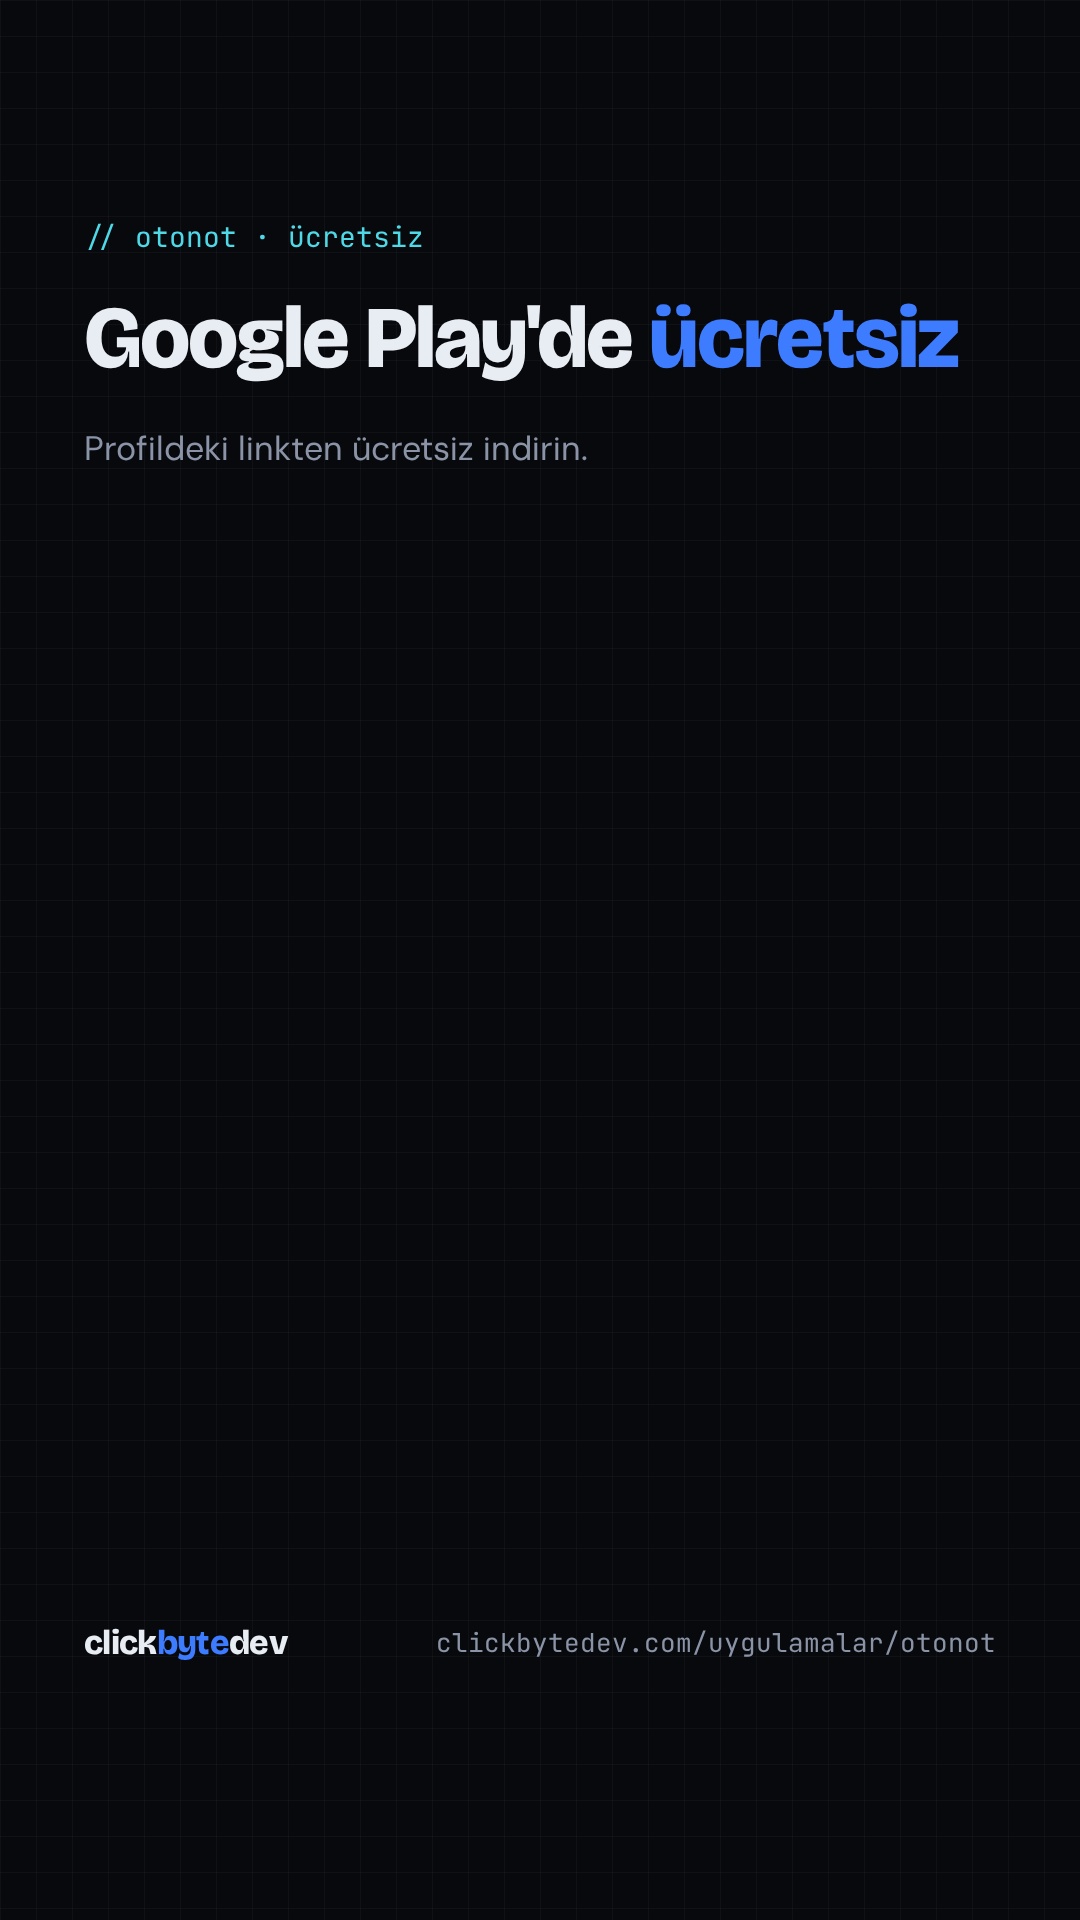 // otonot · ücretsiz
Google Play'de ücretsiz
Profildeki linkten ücretsiz indirin.
clickbytedev
clickbytedev.com/uygulamalar/otonot